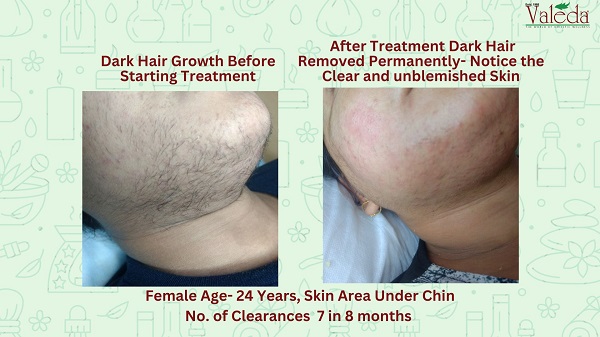 Valeda
Dark Hair Growth Before
Starting Treatment
After Treatment Dark Hair
Removed Permanently- Notice the
Clear and unblemished Skin
Female Age- 24 Years, Skin Area Under Chin
No. of Clearances 7 in 8 months